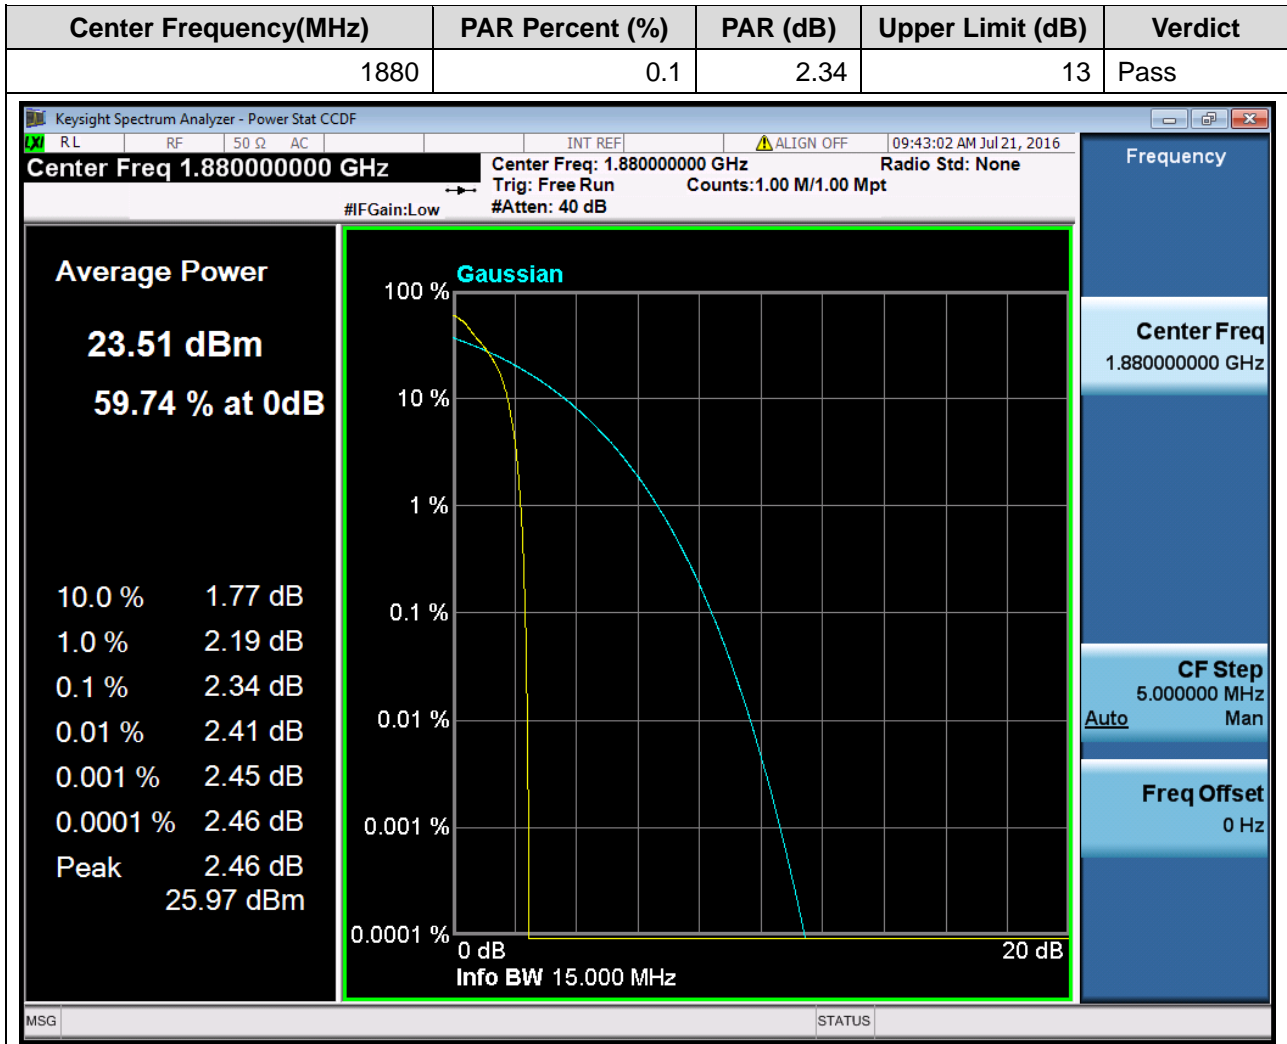 Center Frequency(MHz) PAR Percent (%) PAR (dB) Upper Limit (dB) Verdict
1880 0.1 2.34 13 Pass
Keysight Spectrum Analyzer - Power Stat CCDF
LXI RL RF 50 Ω AC INT REF ALIGN OFF 09:43:02 AM Jul 21, 2016
Center Freq 1.880000000 GHz
Center Freq: 1.880000000 GHz Radio Std: None
Trig: Free Run Counts:1.00 M/1.00 Mpt
#IFGain:Low #Atten: 40 dB
Average Power
23.51 dBm
59.74 % at 0dB
10.0 % 1.77 dB
1.0 % 2.19 dB
0.1 % 2.34 dB
0.01 % 2.41 dB
0.001 % 2.45 dB
0.0001 % 2.46 dB
Peak 2.46 dB
25.97 dBm
Gaussian
100 %
10 %
1 %
0.1 %
0.01 %
0.001 %
0.0001 %
0 dB 20 dB
Info BW 15.000 MHz
Frequency
Center Freq
1.880000000 GHz
CF Step
5.000000 MHz
Auto Man
Freq Offset
0 Hz
MSG STATUS